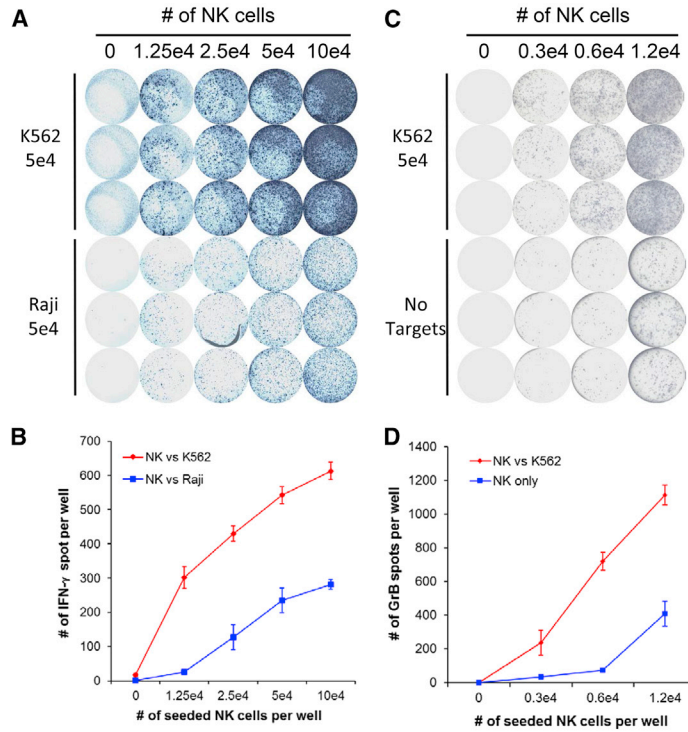 A
# of NK cells
0 1.25e4 2.5e4 5e4 10e4
K562
5e4
Raji
5e4
C
# of NK cells
0 0.3e4 0.6e4 1.2e4
K562
5e4
No
Targets
B
700
600
500
400
300
200
100
0
# of IFN-γ spot per well
NK vs K562
NK vs Raji
0 1.25e4 2.5e4 5e4 10e4
# of seeded NK cells per well
D
1400
1200
1000
800
600
400
200
0
# of GrB spots per well
NK vs K562
NK only
0 0.3e4 0.6e4 1.2e4
# of seeded NK cells per well